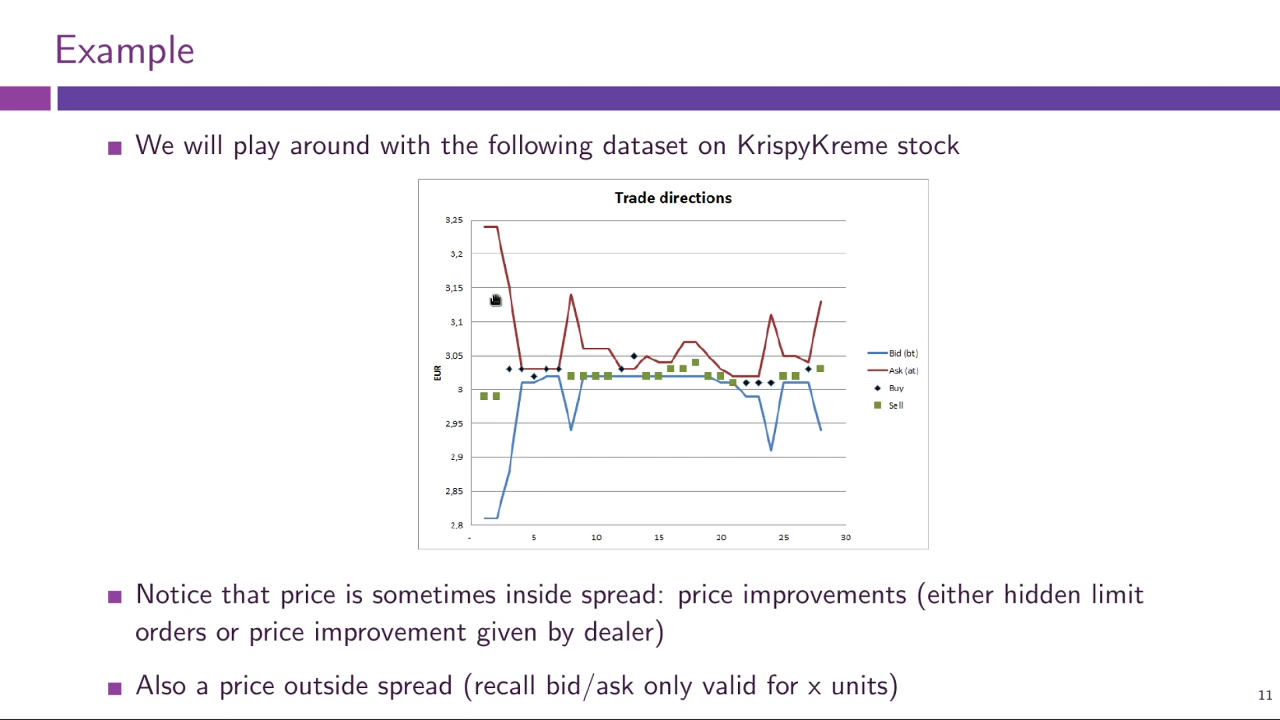 Example
We will play around with the following dataset on KrispyKreme stock
Trade directions
3,25
3,2
3,15
3,1
3,05
3
2,95
2,9
2,85
2,8
EUR
- 5 10 15 20 25 30
Bid (bt)
Ask (at)
Buy
Sell
Notice that price is sometimes inside spread: price improvements (either hidden limit
orders or price improvement given by dealer)
Also a price outside spread (recall bid/ask only valid for x units)
11